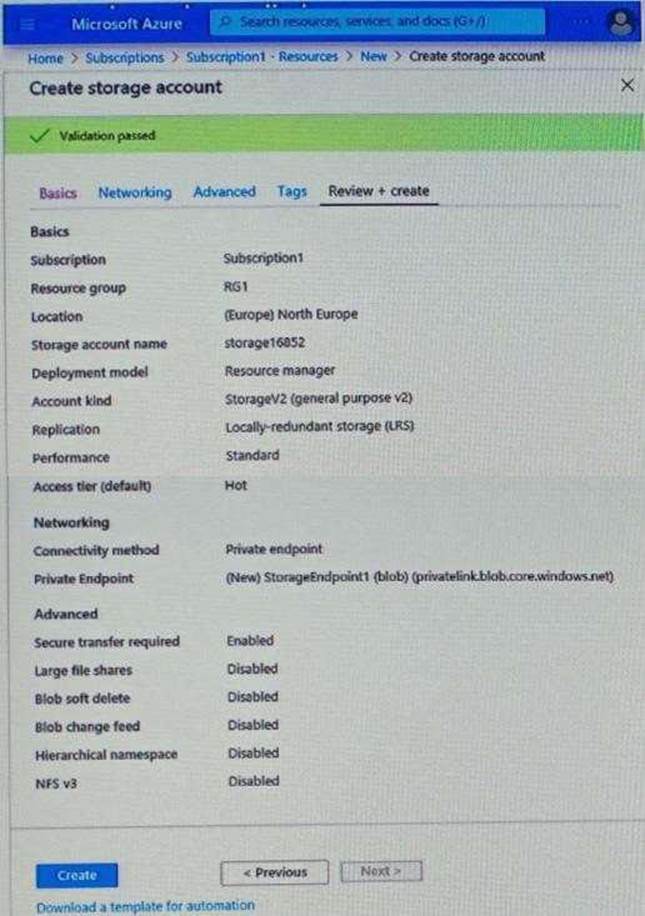 Microsoft Azure
Search resources, services, and docs (G+/)
Home > Subscriptions > Subscription1 - Resources > New > Create storage account
Create storage account
Validation passed
Basics Networking Advanced Tags Review + create
Basics
Subscription Subscription1
Resource group RG1
Location (Europe) North Europe
Storage account name storage16852
Deployment model Resource manager
Account kind StorageV2 (general purpose v2)
Replication Locally-redundant storage (LRS)
Performance Standard
Access tier (default) Hot
Networking
Connectivity method Private endpoint
Private Endpoint (New) StorageEndpoint1 (blob) (privatelink.blob.core.windows.net)
Advanced
Secure transfer required Enabled
Large file shares Disabled
Blob soft delete Disabled
Blob change feed Disabled
Hierarchical namespace Disabled
NFS v3 Disabled
Create < Previous Next >
Download a template for automation